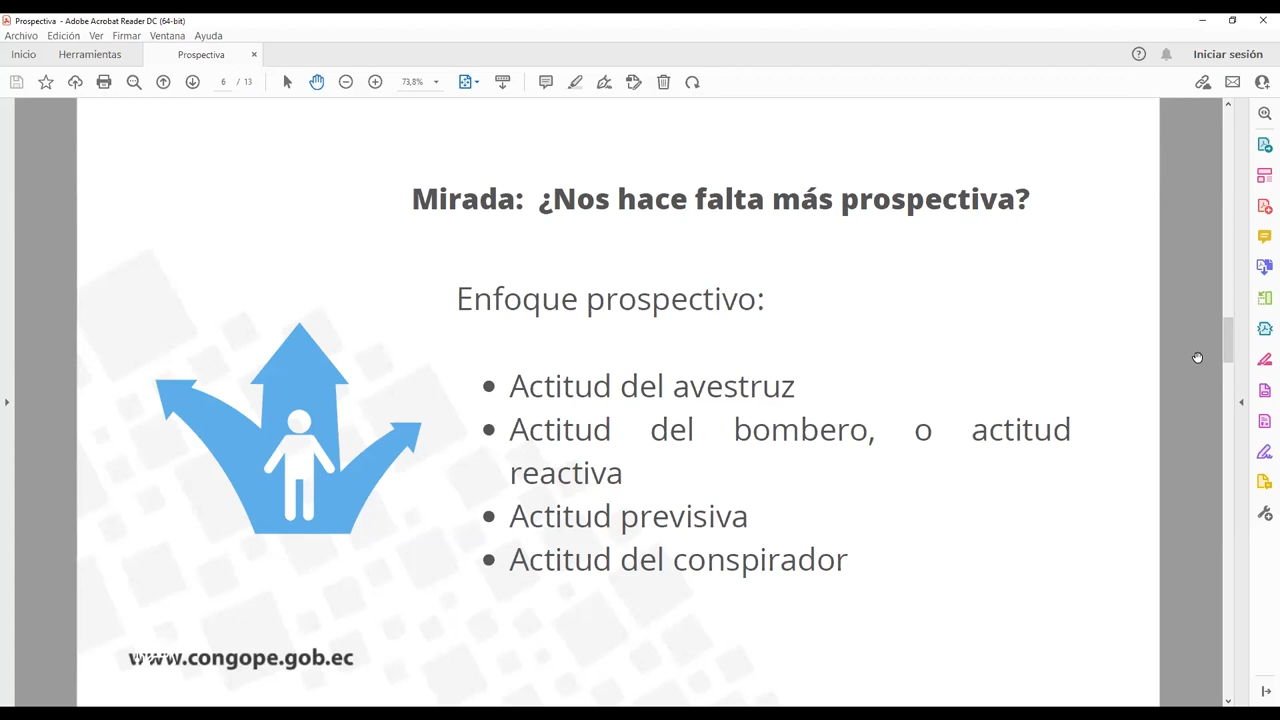 Prospectiva - Adobe Acrobat Reader DC (64-bit)
Archivo Edición Ver Firmar Ventana Ayuda
Inicio Herramientas Prospectiva × Iniciar sesión
6 / 13 73,8%
Mirada: ¿Nos hace falta más prospectiva?
Enfoque prospectivo:
• Actitud del avestruz
• Actitud del bombero, o actitud
reactiva
• Actitud previsiva
• Actitud del conspirador
www.congope.gob.ec